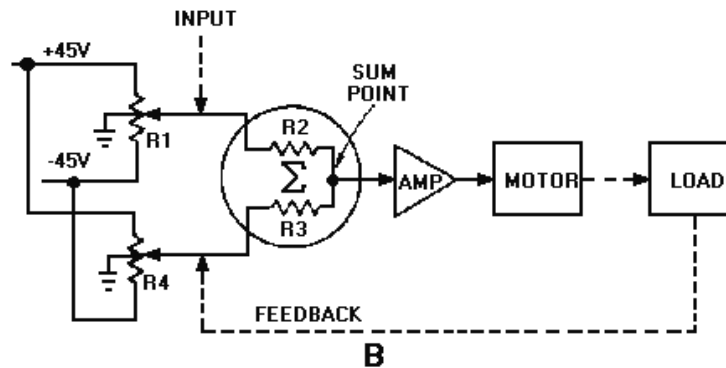 INPUT
+45V
SUM
POINT
R1
R2
-45V
Σ
AMP
MOTOR
LOAD
R3
R4
FEEDBACK
B